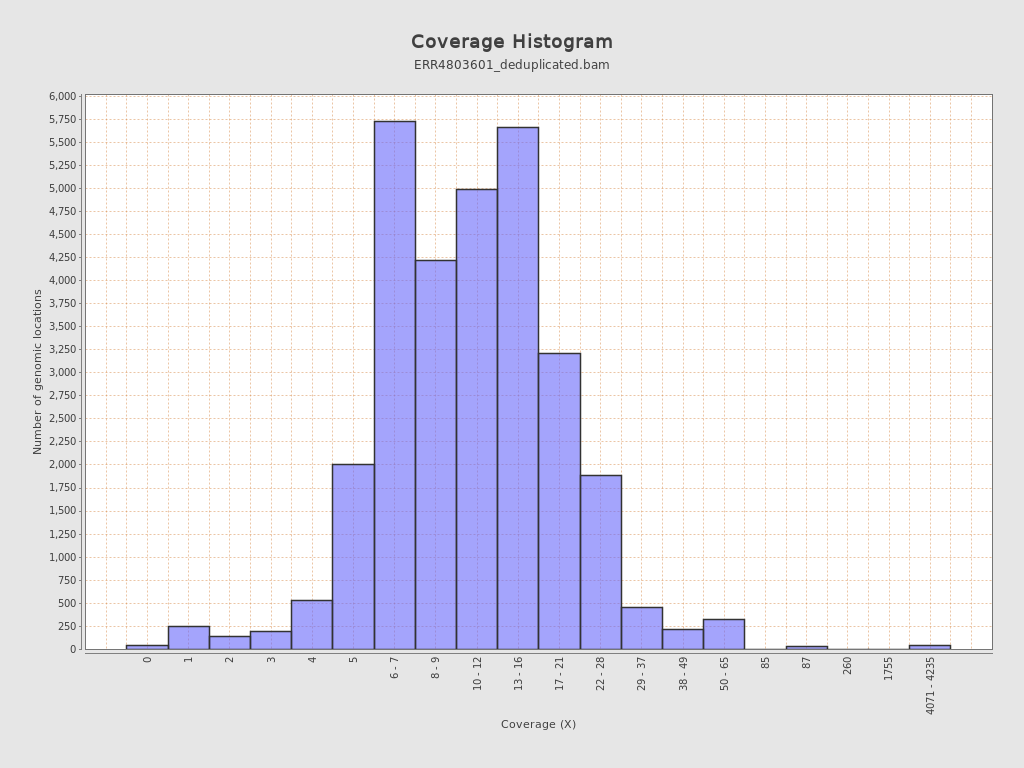 Coverage Histogram
ERR4803601_deduplicated.bam
6,000
5,750
5,500
5,250
5,000
4,750
4,500
4,250
4,000
3,750
3,500
3,250
3,000
2,750
2,500
2,250
2,000
1,750
1,500
1,250
1,000
750
500
250
0
Number of genomic locations
0
1
2
3
4
5
6 - 7
8 - 9
10 - 12
13 - 16
17 - 21
22 - 28
29 - 37
38 - 49
50 - 65
85
87
260
1755
4071 - 4235
Coverage (X)